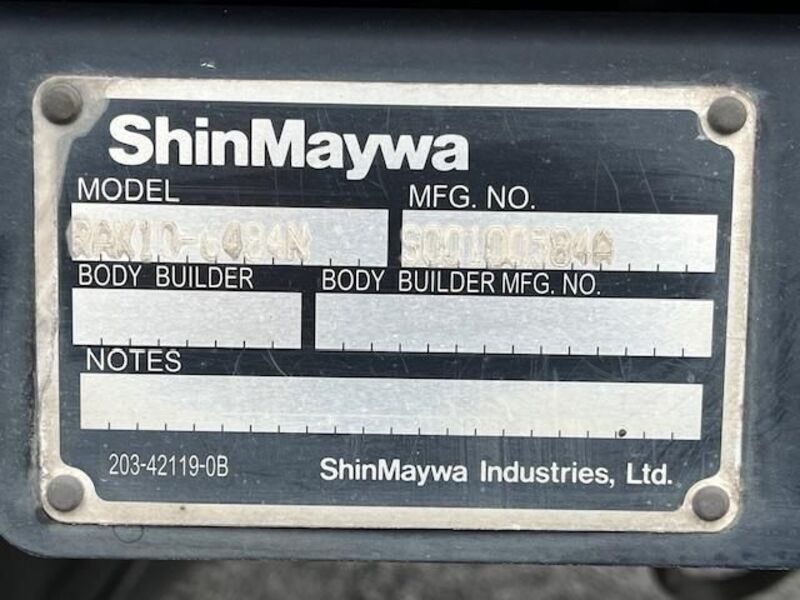 ShinMaywa
MODEL MFG. NO.
BODY BUILDER BODY BUILDER MFG. NO.
NOTES
203-42119-0B ShinMaywa Industries, Ltd.